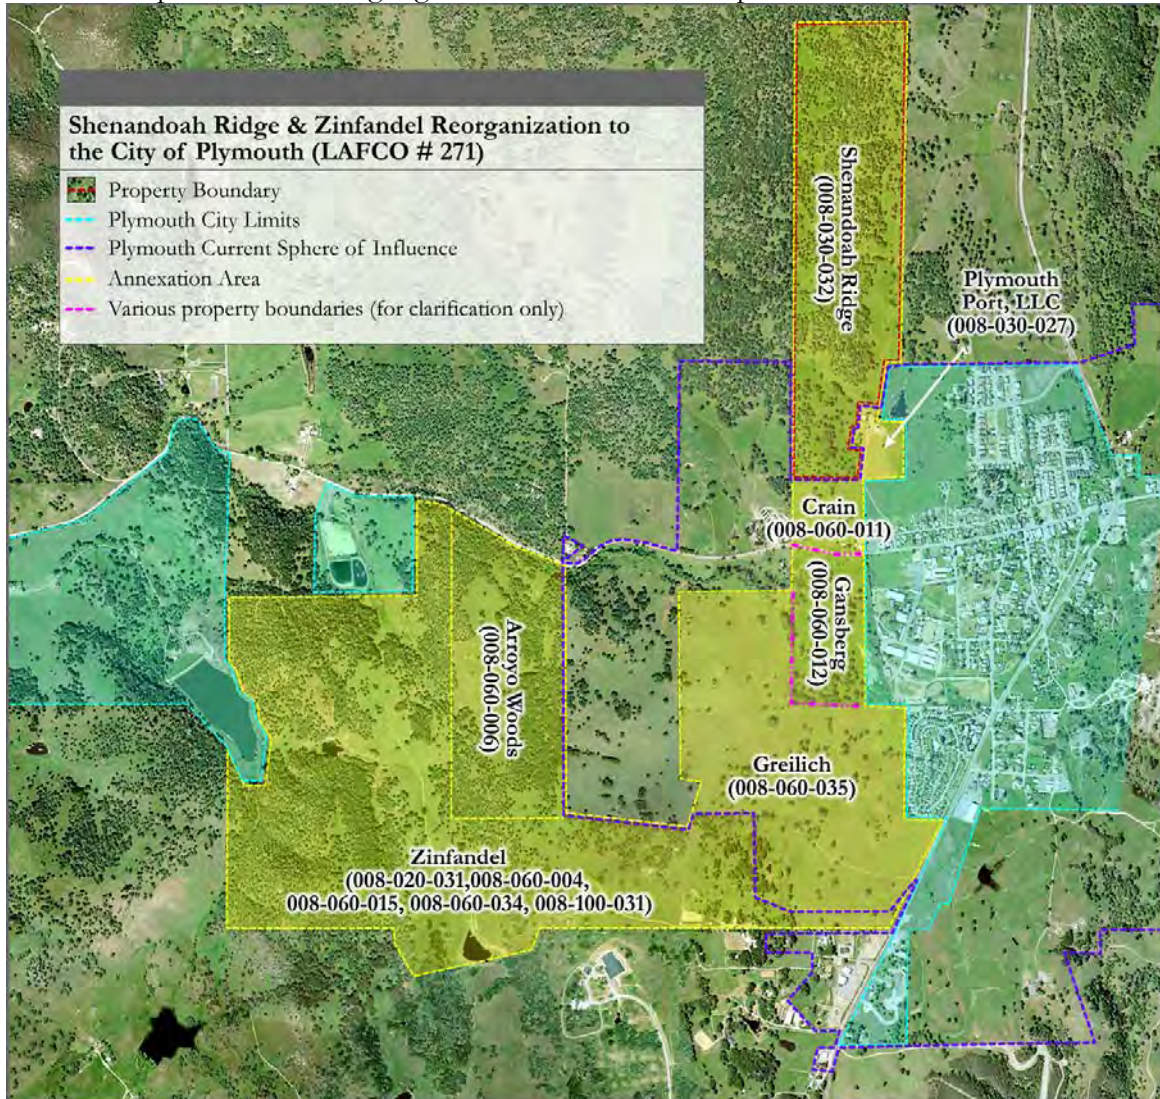 Shenandoah Ridge & Zinfandel Reorganization to
the City of Plymouth (LAFCO # 271)
Property Boundary
Plymouth City Limits
Plymouth Current Sphere of Influence
Annexation Area
Various property boundaries (for clarification only)
Shenandoah Ridge
(008-030-032)
Plymouth
Port, LLC
(008-030-027)
Crain
(008-060-011)
Gansberg
(008-060-012)
Arroyo Woods
(008-060-006)
Greilich
(008-060-035)
Zinfandel
(008-020-031,008-060-004,
008-060-015, 008-060-034, 008-100-031)